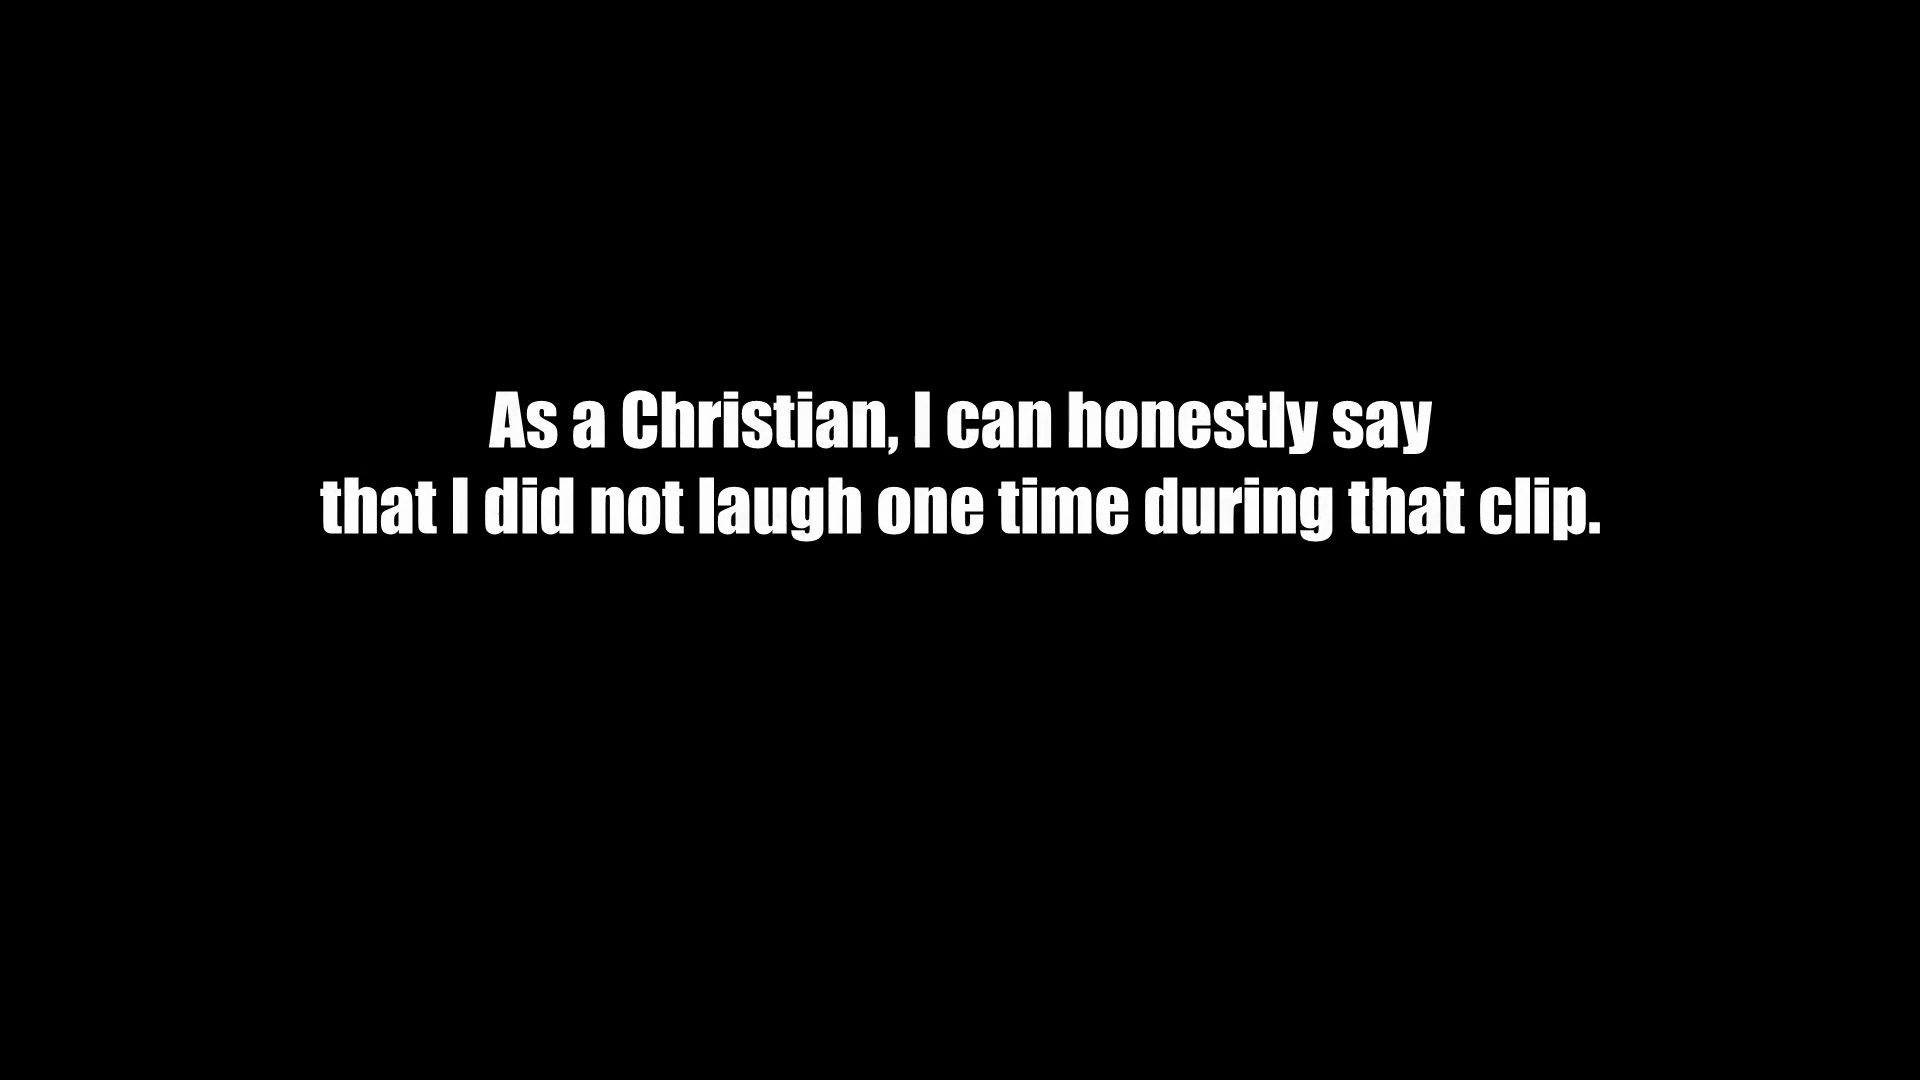 As a Christian, I can honestly say
that I did not laugh one time during that clip.